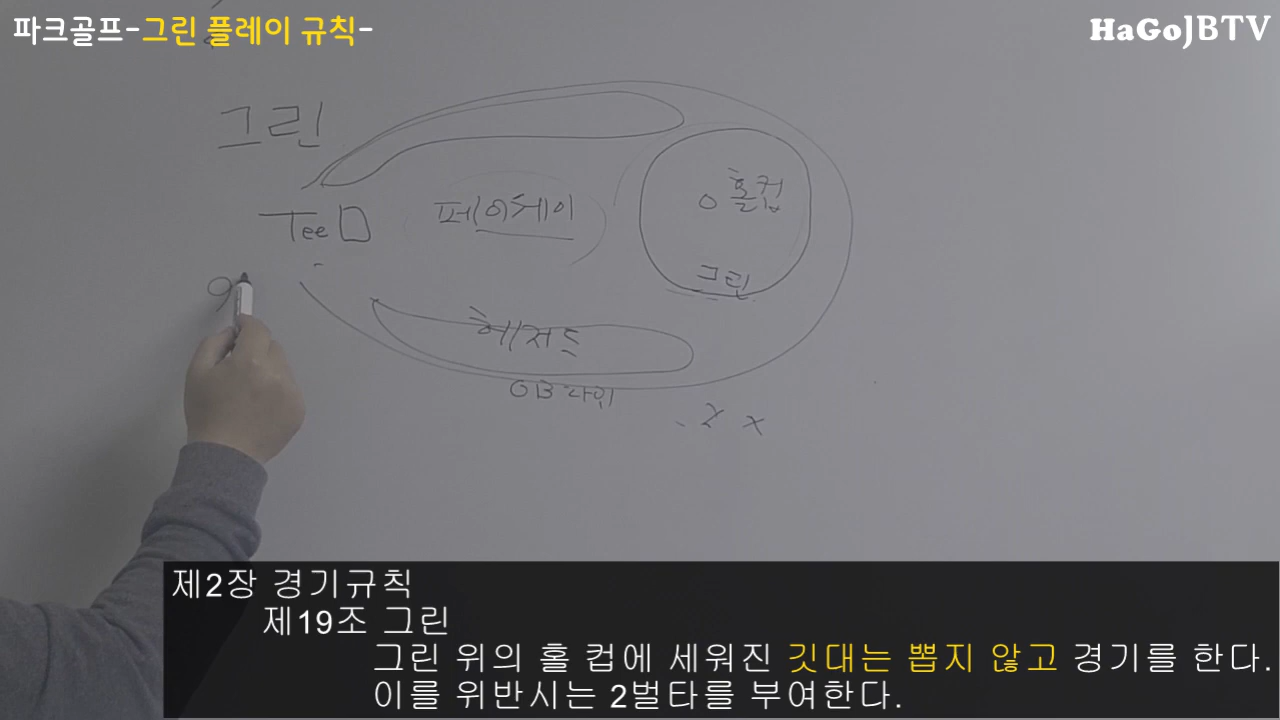 파크골프-그린 플레이 규칙-
HaGoJBTV
그린
홀컵
Tee
페어웨이
그린
헤저드
OB라인
x x
제2장 경기규칙
제19조 그린
그린 위의 홀 컵에 세워진 깃대는 뽑지 않고 경기를 한다.
이를 위반시는 2벌타를 부여한다.